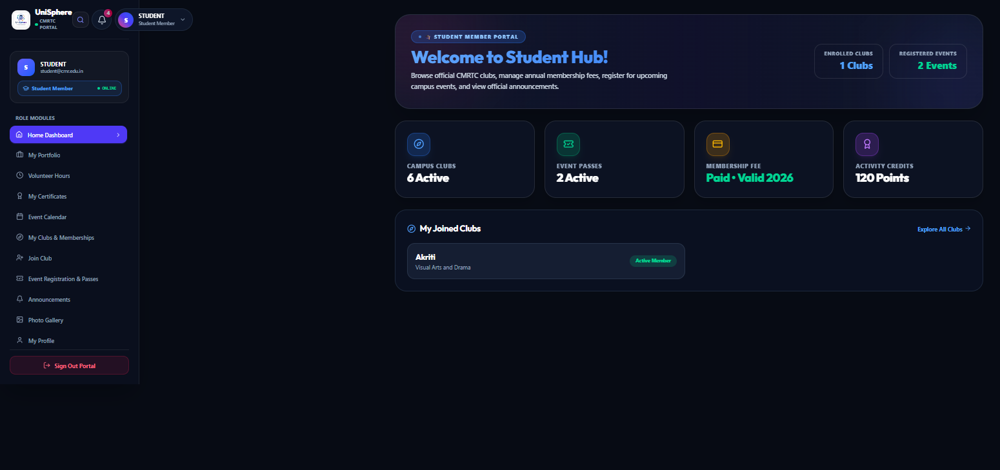 UniSphere
CMRTC
PORTAL
4
S
STUDENT
Student Member
S
STUDENT
student@cmr.edu.in
Student Member
ONLINE
ROLE MODULES
Home Dashboard
My Portfolio
Volunteer Hours
My Certificates
Event Calendar
My Clubs & Memberships
Join Club
Event Registration & Passes
Announcements
Photo Gallery
My Profile
Sign Out Portal
STUDENT MEMBER PORTAL
Welcome to Student Hub!
Browse official CMRTC clubs, manage annual membership fees, register for upcoming
campus events, and view official announcements.
ENROLLED CLUBS
1 Clubs
REGISTERED EVENTS
2 Events
CAMPUS CLUBS
6 Active
EVENT PASSES
2 Active
MEMBERSHIP FEE
Paid • Valid 2026
ACTIVITY CREDITS
120 Points
My Joined Clubs
Explore All Clubs
Akriti
Visual Arts and Drama
Active Member